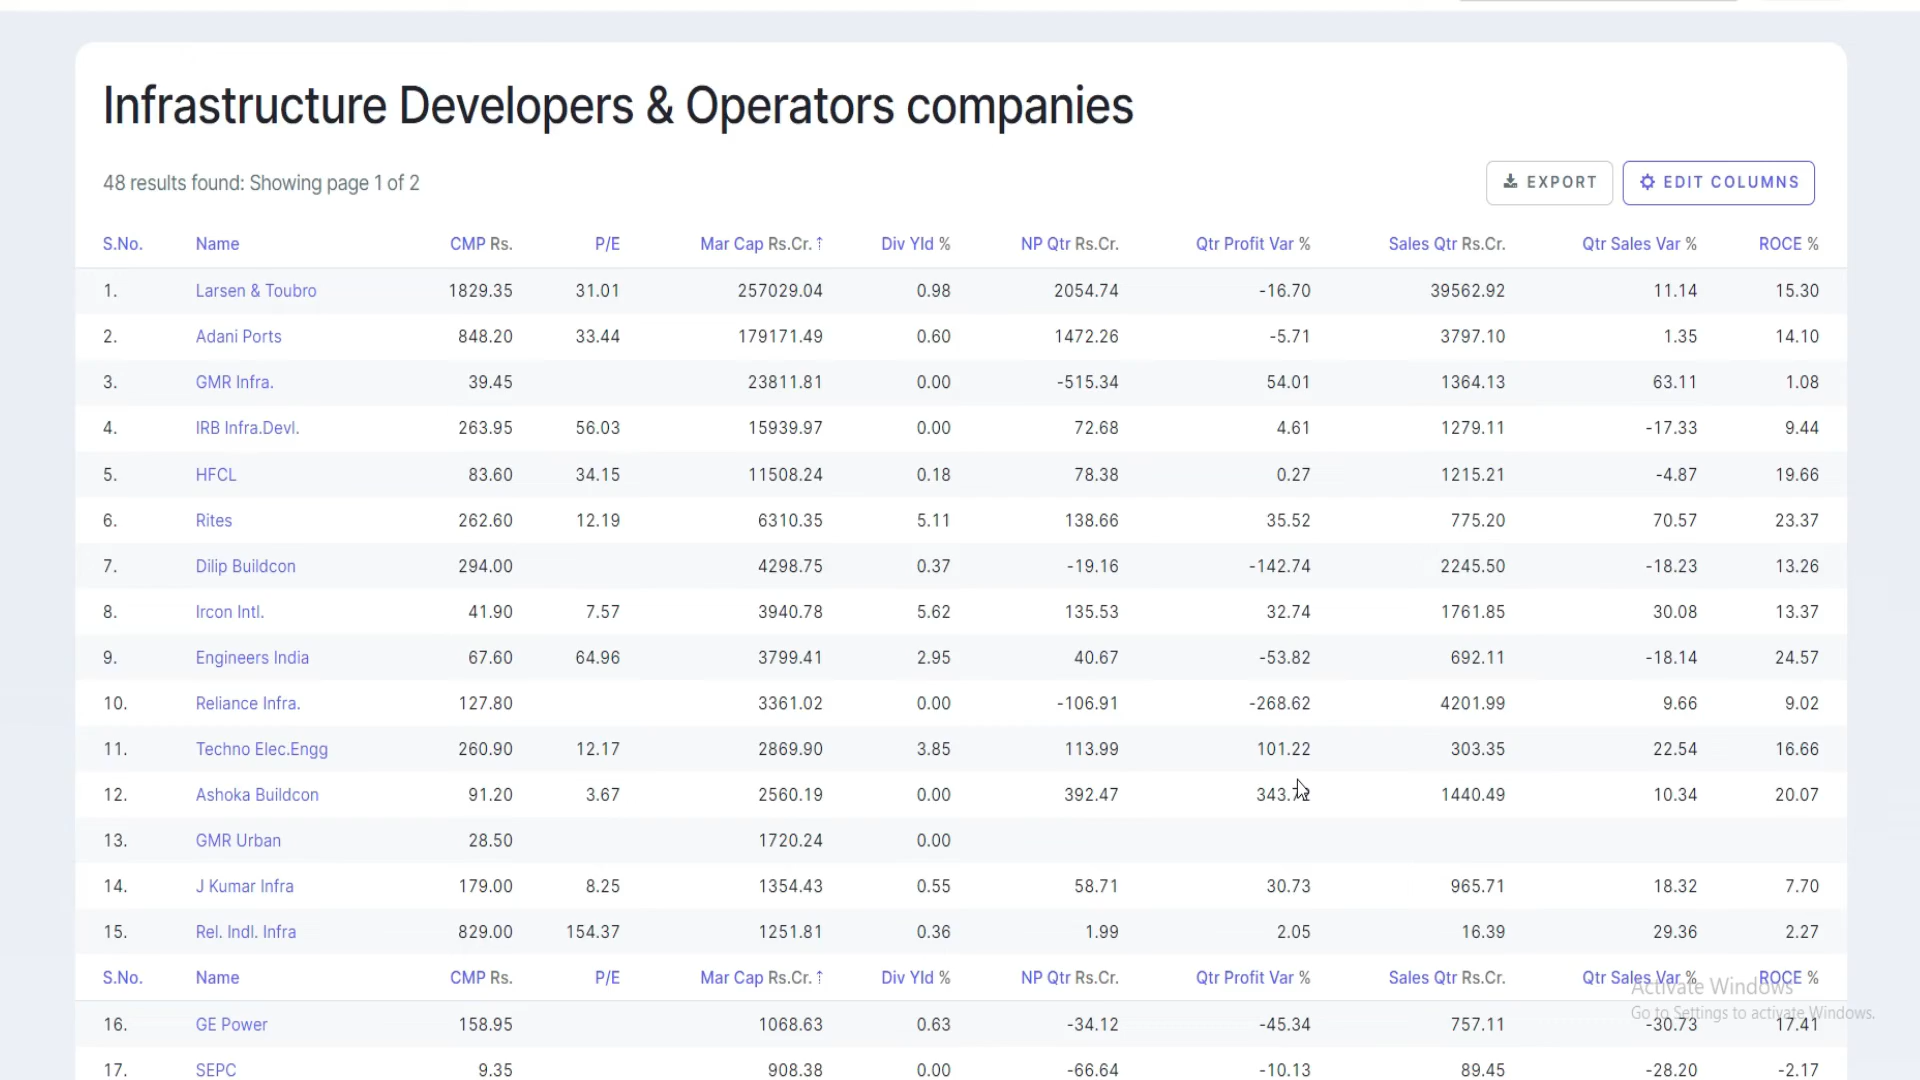 Infrastructure Developers & Operators companies
48 results found: Showing page 1 of 2
EXPORT EDIT COLUMNS
S.No. Name CMP Rs. P/E Mar Cap Rs.Cr.↑ Div Yld % NP Qtr Rs.Cr. Qtr Profit Var % Sales Qtr Rs.Cr. Qtr Sales Var % ROCE %
1. Larsen & Toubro 1829.35 31.01 257029.04 0.98 2054.74 -16.70 39562.92 11.14 15.30
2. Adani Ports 848.20 33.44 179171.49 0.60 1472.26 -5.71 3797.10 1.35 14.10
3. GMR Infra. 39.45 23811.81 0.00 -515.34 54.01 1364.13 63.11 1.08
4. IRB Infra.Devl. 263.95 56.03 15939.97 0.00 72.68 4.61 1279.11 -17.33 9.44
5. HFCL 83.60 34.15 11508.24 0.18 78.38 0.27 1215.21 -4.87 19.66
6. Rites 262.60 12.19 6310.35 5.11 138.66 35.52 775.20 70.57 23.37
7. Dilip Buildcon 294.00 4298.75 0.37 -19.16 -142.74 2245.50 -18.23 13.26
8. Ircon Intl. 41.90 7.57 3940.78 5.62 135.53 32.74 1761.85 30.08 13.37
9. Engineers India 67.60 64.96 3799.41 2.95 40.67 -53.82 692.11 -18.14 24.57
10. Reliance Infra. 127.80 3361.02 0.00 -106.91 -268.62 4201.99 9.66 9.02
11. Techno Elec.Engg 260.90 12.17 2869.90 3.85 113.99 101.22 303.35 22.54 16.66
12. Ashoka Buildcon 91.20 3.67 2560.19 0.00 392.47 1440.49 10.34 20.07
13. GMR Urban 28.50 1720.24 0.00
14. J Kumar Infra 179.00 8.25 1354.43 0.55 58.71 30.73 965.71 18.32 7.70
15. Rel. Indl. Infra 829.00 154.37 1251.81 0.36 1.99 2.05 16.39 29.36 2.27
S.No. Name CMP Rs. P/E Mar Cap Rs.Cr.↑ Div Yld % NP Qtr Rs.Cr. Qtr Profit Var % Sales Qtr Rs.Cr. Qtr Sales Var % ROCE %
Activate Windows
Go to Settings to activate Windows.
16. GE Power 158.95 1068.63 0.63 -34.12 -45.34 757.11 -30.73 17.41
17. SEPC 9.35 908.38 0.00 -66.64 -10.13 89.45 -28.20 -2.17